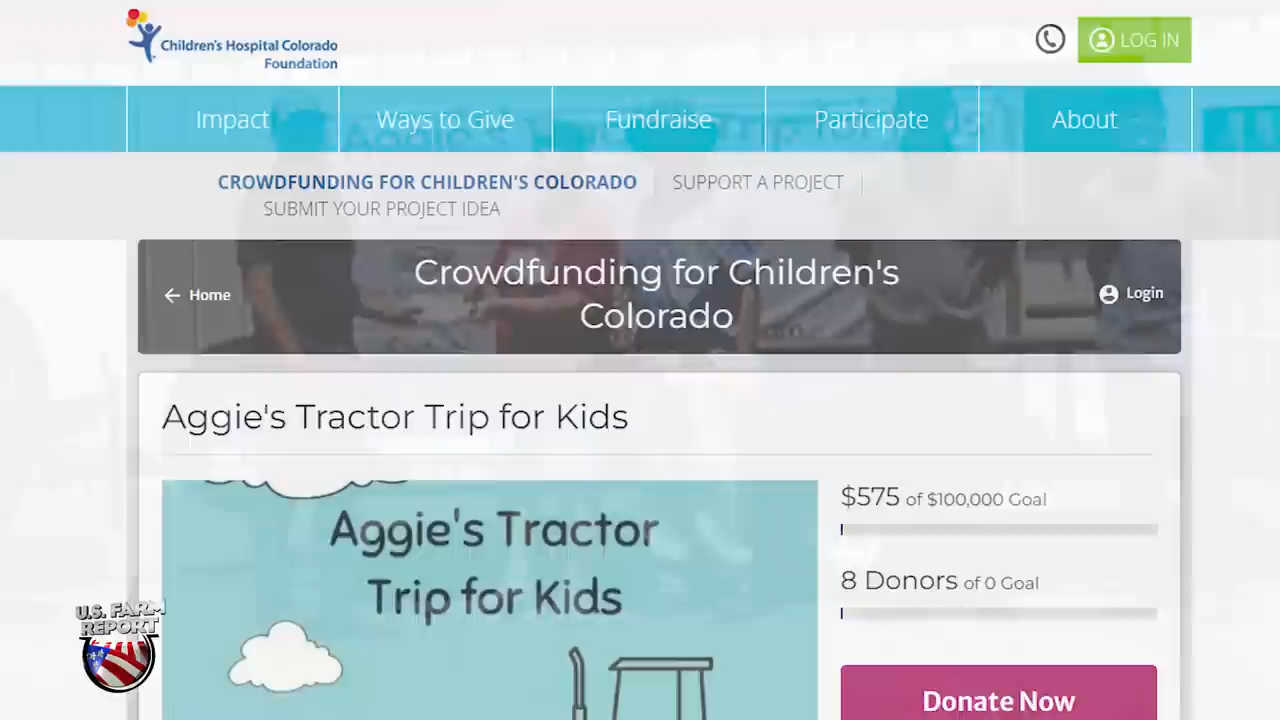 Children's Hospital Colorado
Foundation
LOG IN
Impact
Ways to Give
Fundraise
Participate
About
CROWDFUNDING FOR CHILDREN'S COLORADO
SUPPORT A PROJECT
SUBMIT YOUR PROJECT IDEA
Home
Crowdfunding for Children's
Colorado
Login
Aggie's Tractor Trip for Kids
Aggie's Tractor
Trip for Kids
$575 of $100,000 Goal
8 Donors of 0 Goal
Donate Now
U.S. FARM
REPORT